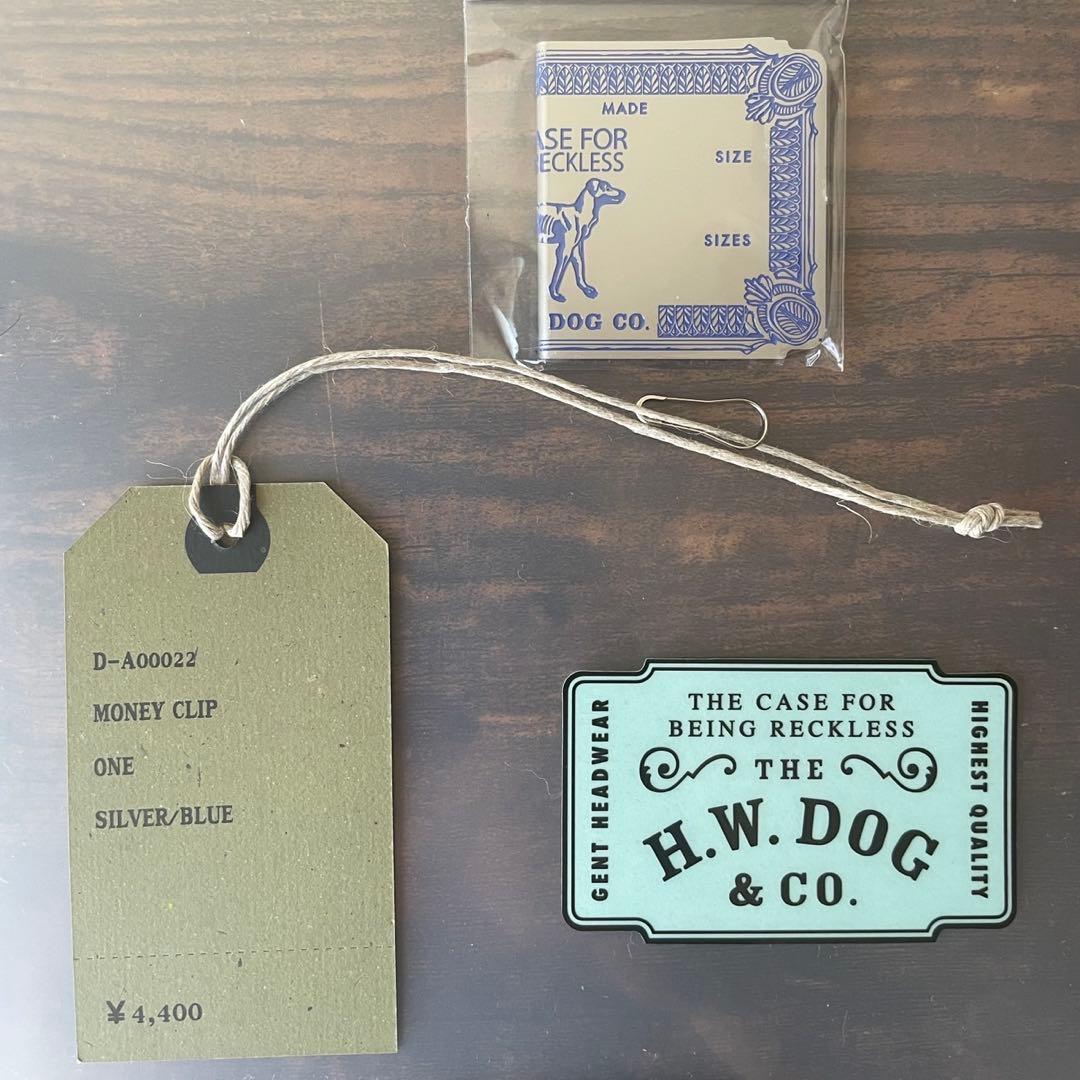 MADE
ASE FOR
ECKLESS
SIZE
SIZES
DOG CO.
D-A00022
MONEY CLIP
ONE
SILVER/BLUE
¥4,400
THE CASE FOR
BEING RECKLESS
THE
H.W. DOG
& CO.
GENT HEADWEAR
HIGHEST QUALITY